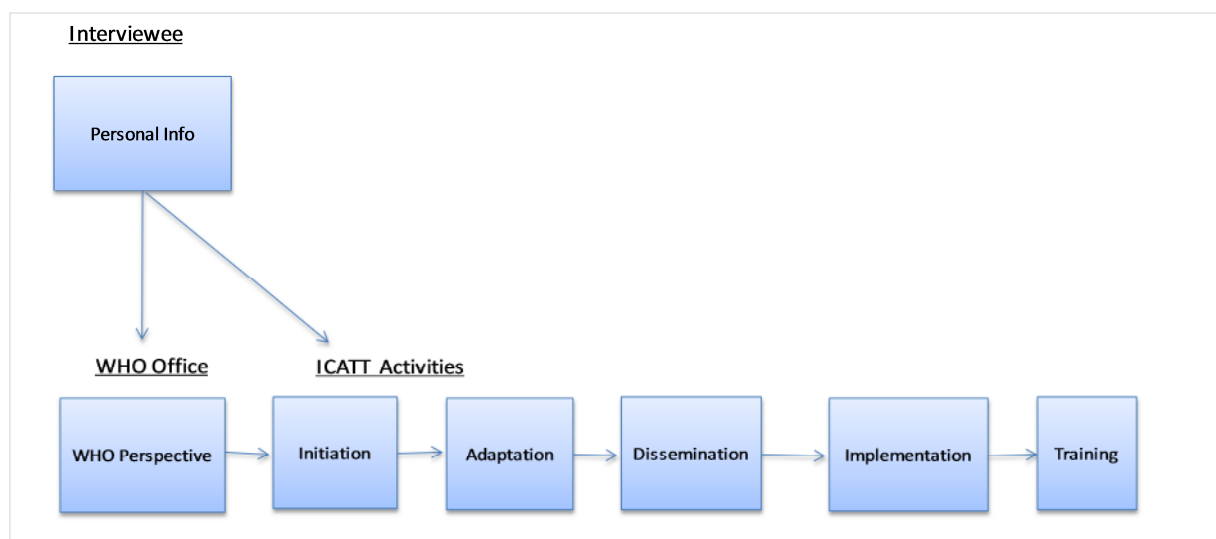 Interviewee
Personal Info
WHO Office
ICATT Activities
WHO Perspective
Initiation
Adaptation
Dissemination
Implementation
Training